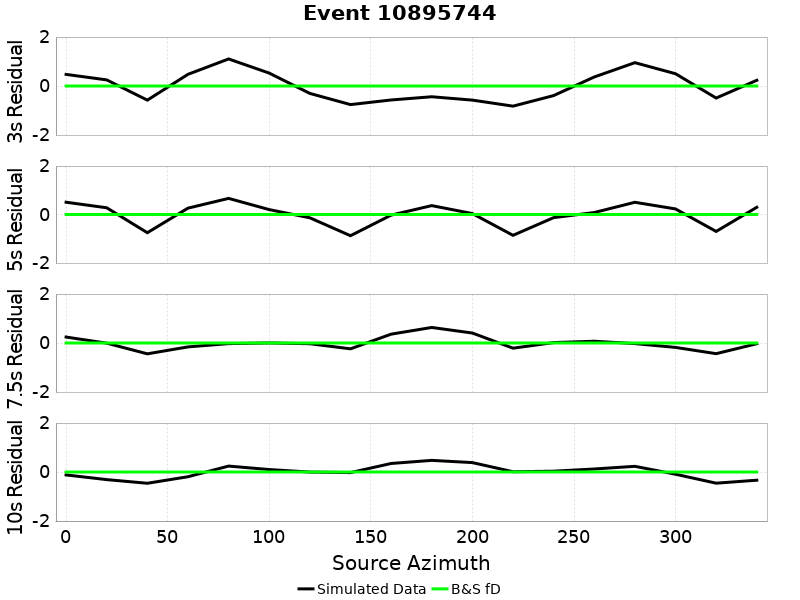 Event 10895744
3s Residual
2
0
-2
5s Residual
2
0
-2
7.5s Residual
2
0
-2
10s Residual
2
0
-2
0 50 100 150 200 250 300
Source Azimuth
Simulated Data B&S fD